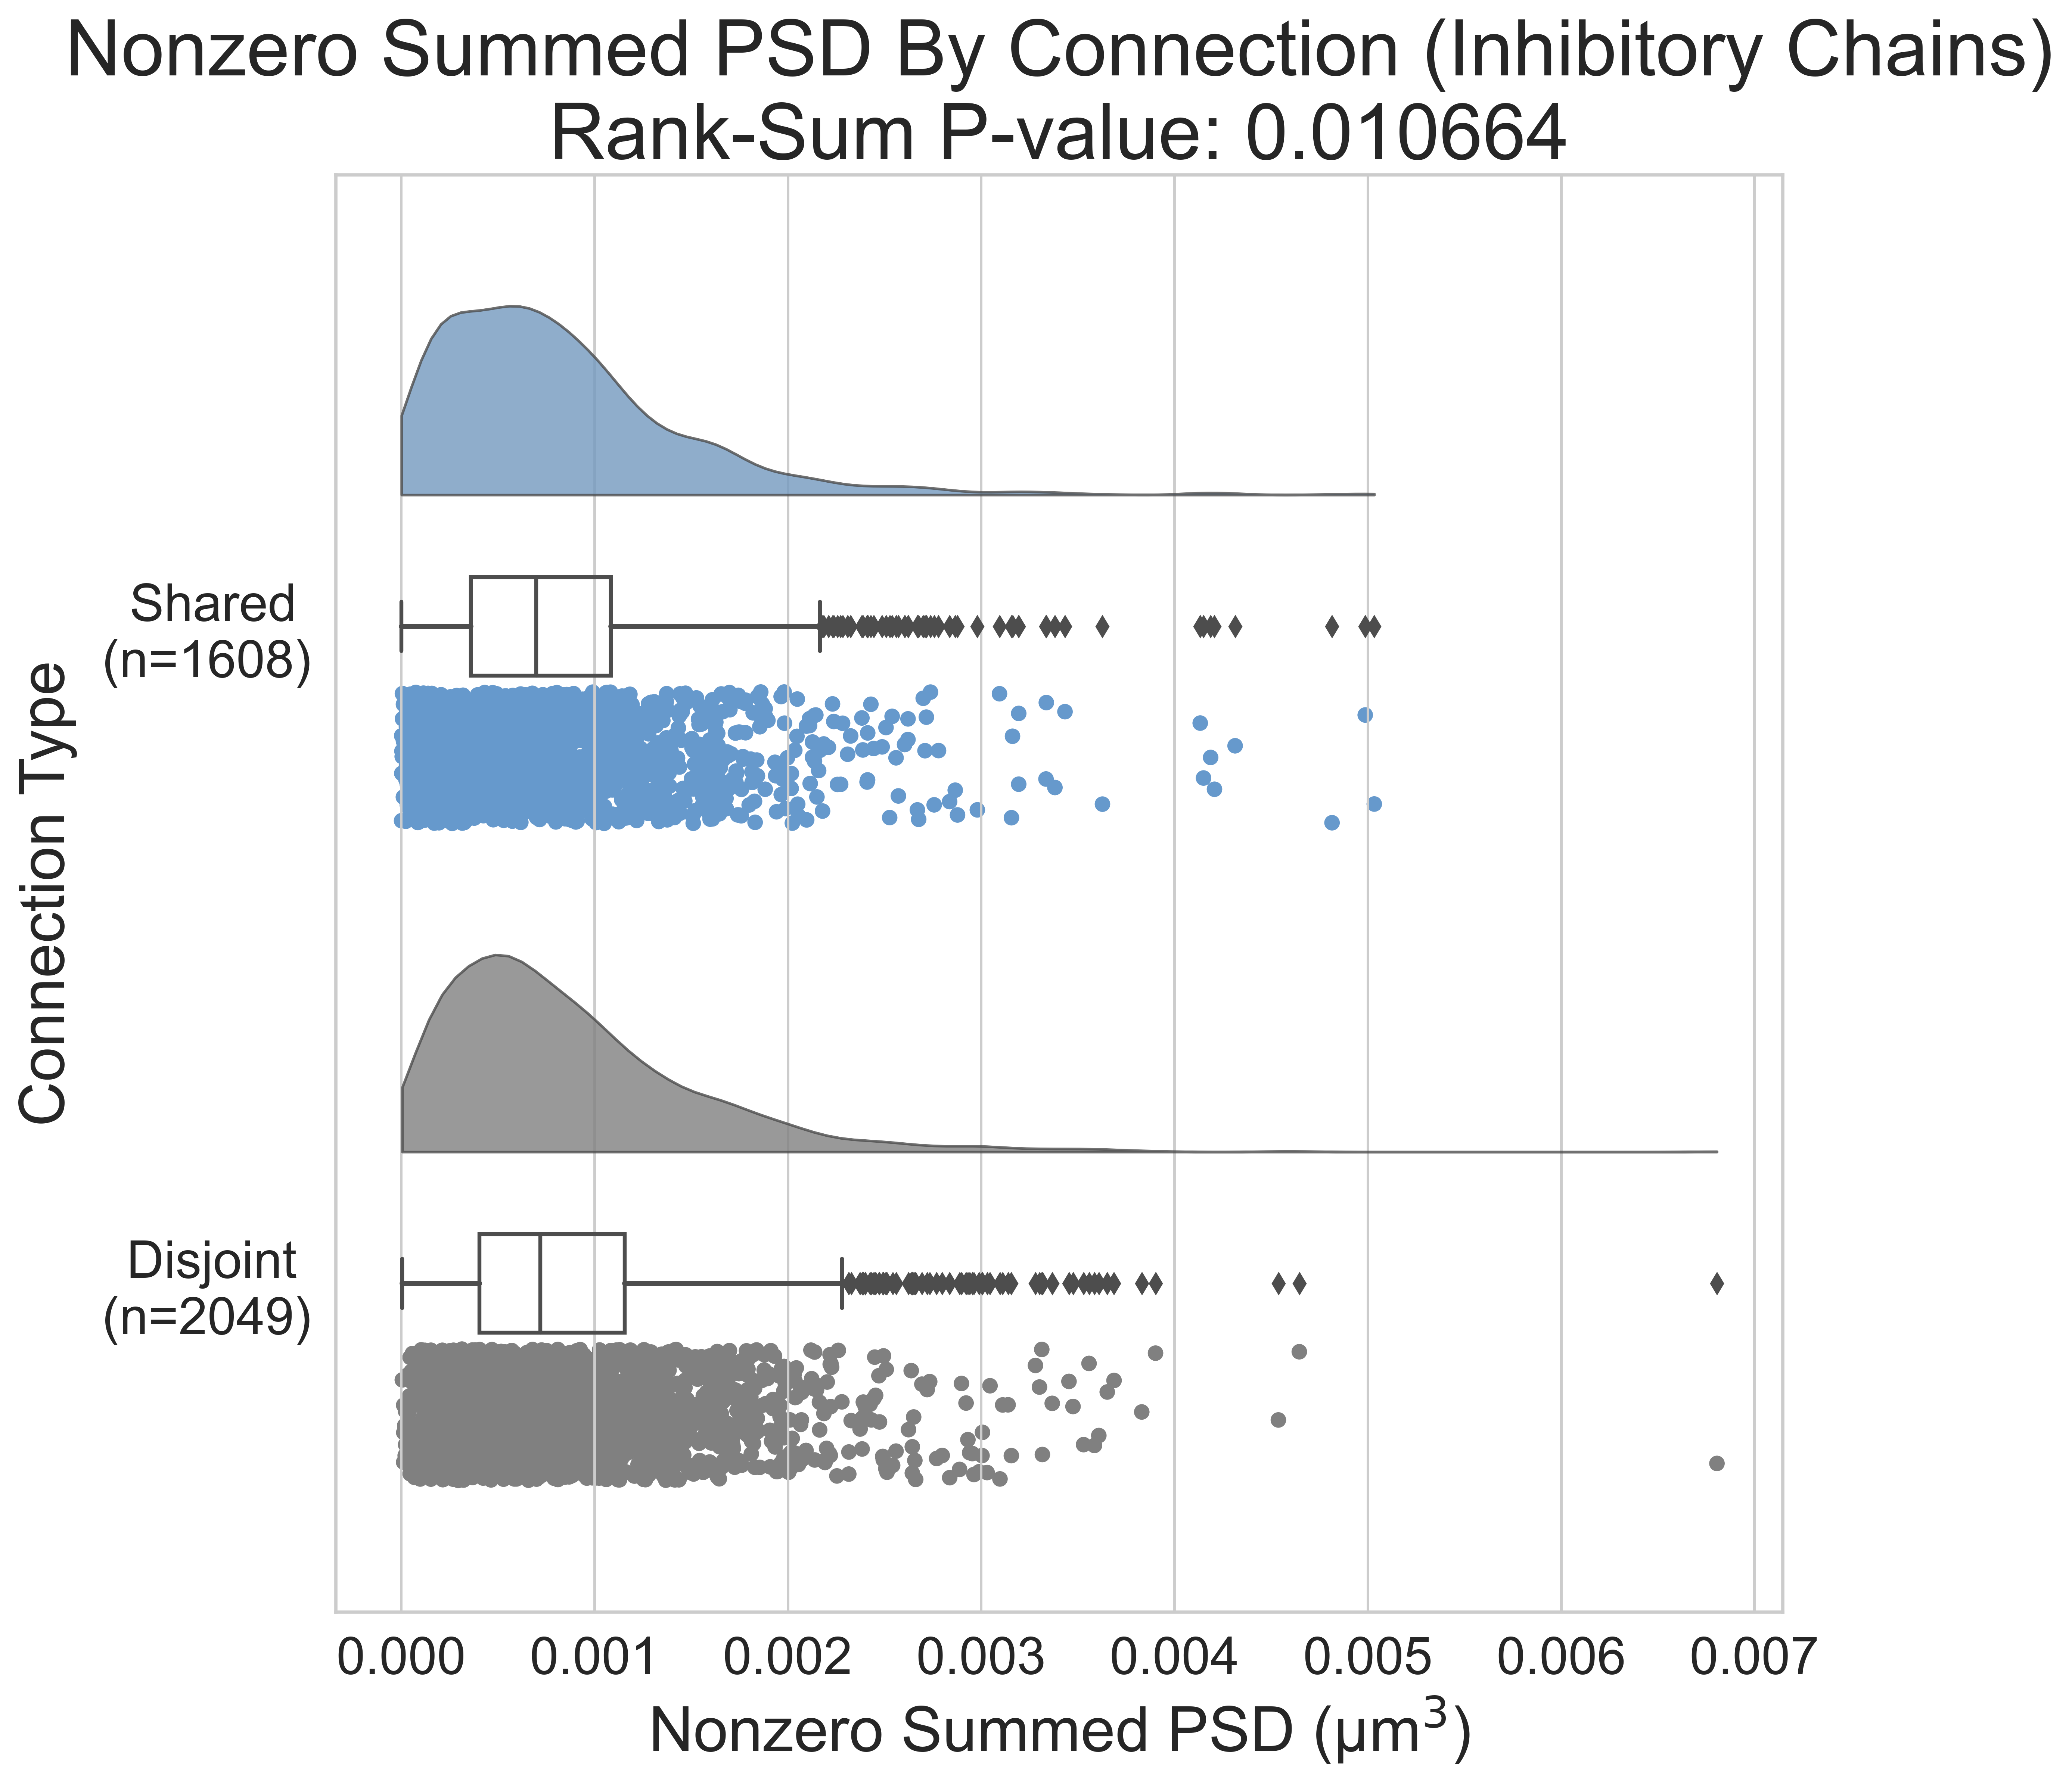 Nonzero Summed PSD By Connection (Inhibitory Chains)
Rank-Sum P-value: 0.010664
Connection Type
Shared
(n=1608)
Disjoint
(n=2049)
0.000 0.001 0.002 0.003 0.004 0.005 0.006 0.007
Nonzero Summed PSD (μm³)